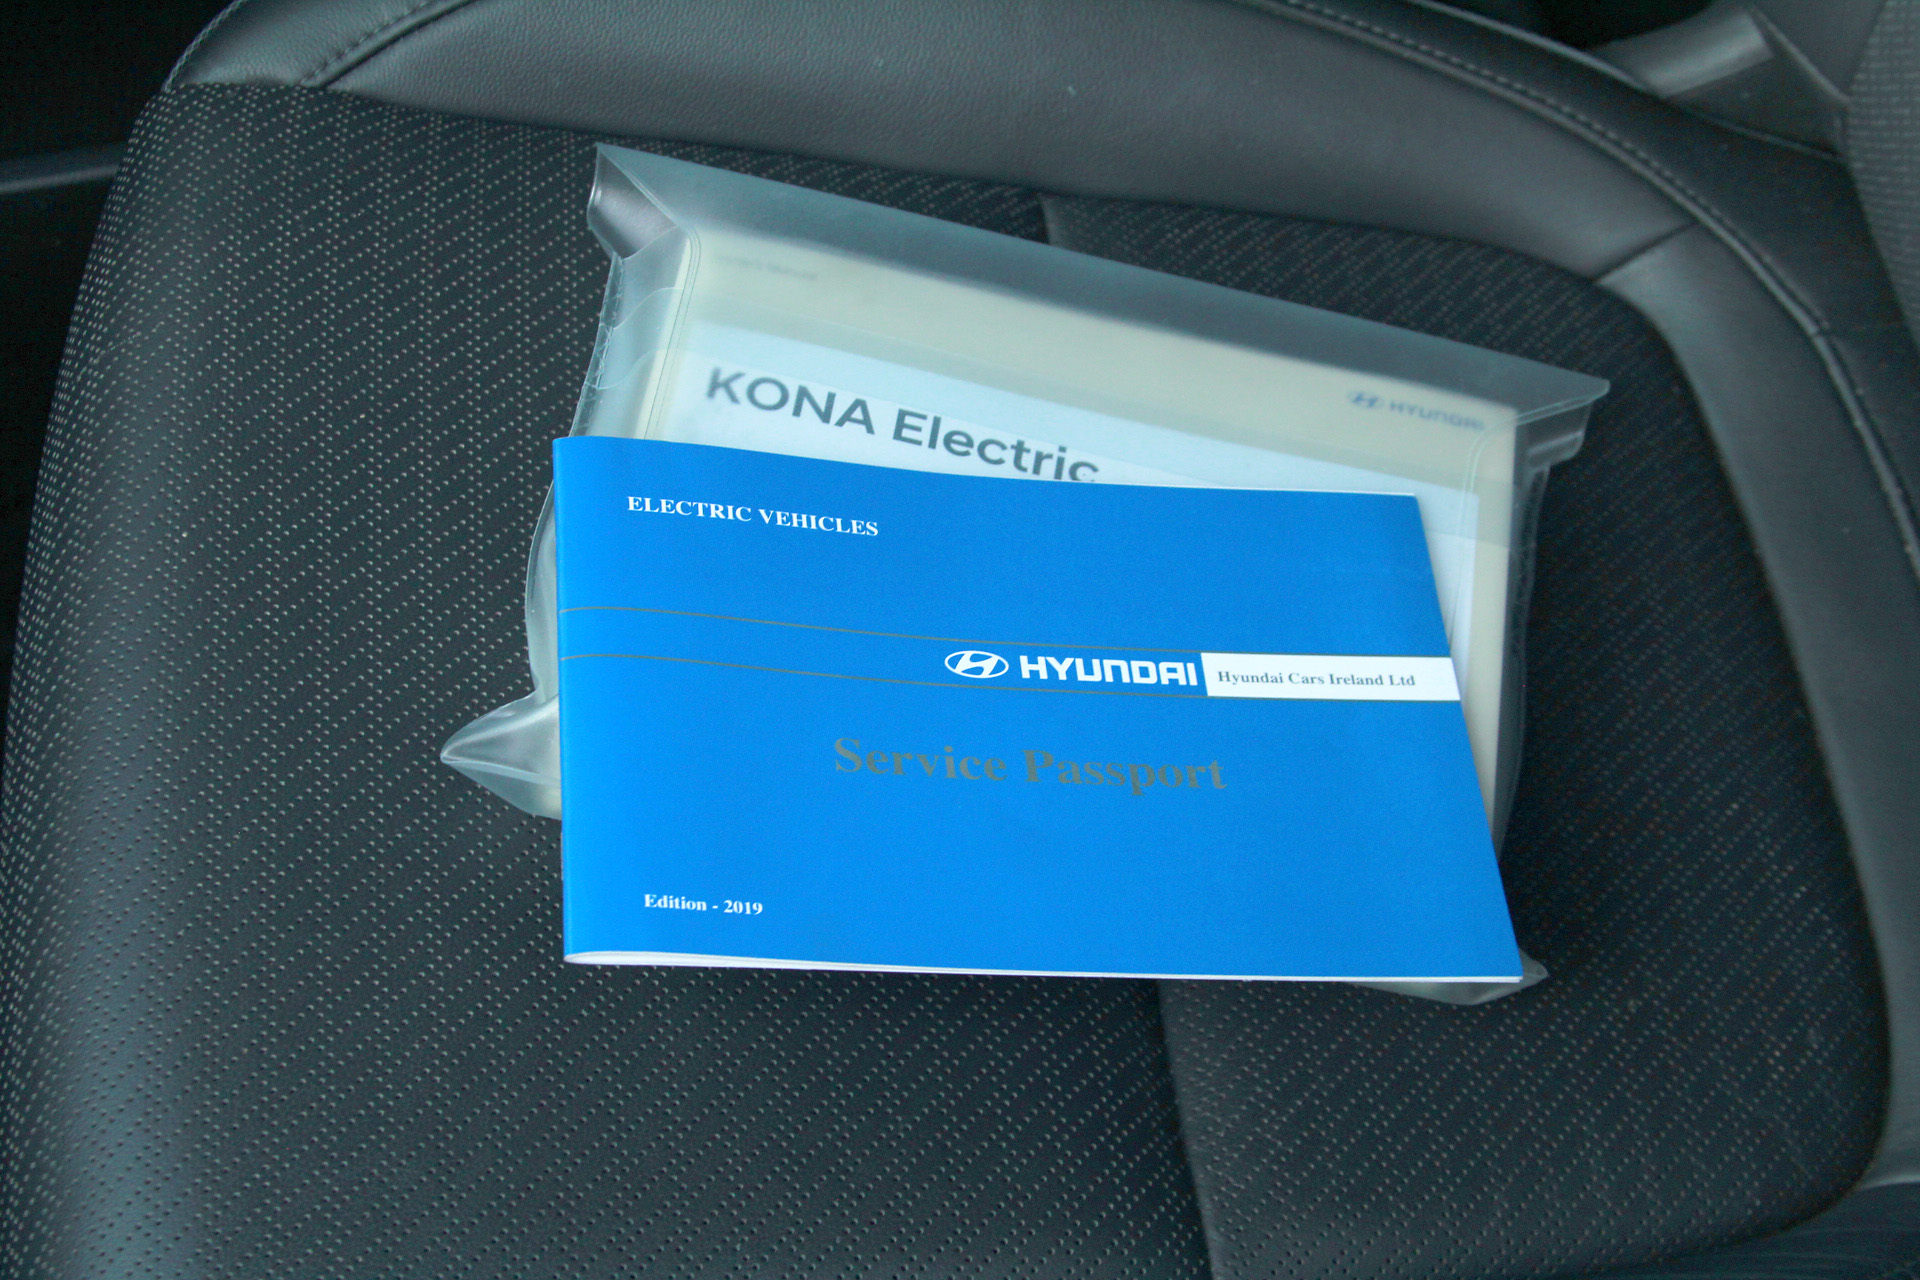 HYUNDAI
KONA Electric
ELECTRIC VEHICLES
HYUNDAI Hyundai Cars Ireland Ltd
Service Passport
Edition - 2019